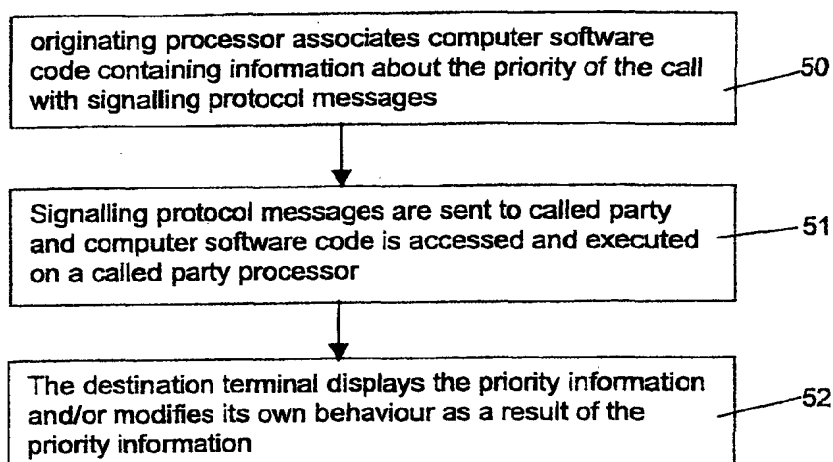 originating processor associates computer software
code containing information about the priority of the call
with signalling protocol messages
50
Signalling protocol messages are sent to called party
and computer software code is accessed and executed
on a called party processor
51
The destination terminal displays the priority information
and/or modifies its own behaviour as a result of the
priority information
52